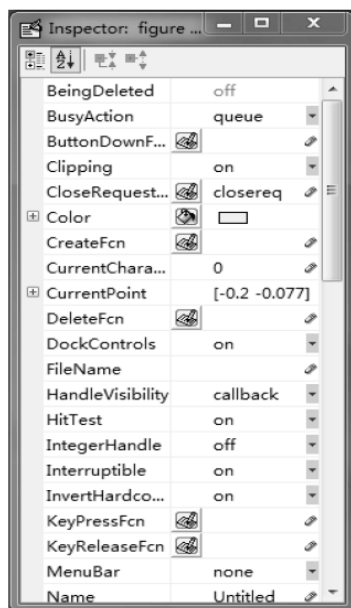 Inspector: figure ...
BeingDeleted off
BusyAction queue
ButtonDownF...
Clipping on
CloseRequest... closereq
Color
CreateFcn
CurrentChara... 0
CurrentPoint [-0.2 -0.077]
DeleteFcn
DockControls on
FileName
HandleVisibility callback
HitTest on
IntegerHandle off
Interruptible on
InvertHardco... on
KeyPressFcn
KeyReleaseFcn
MenuBar none
Name Untitled